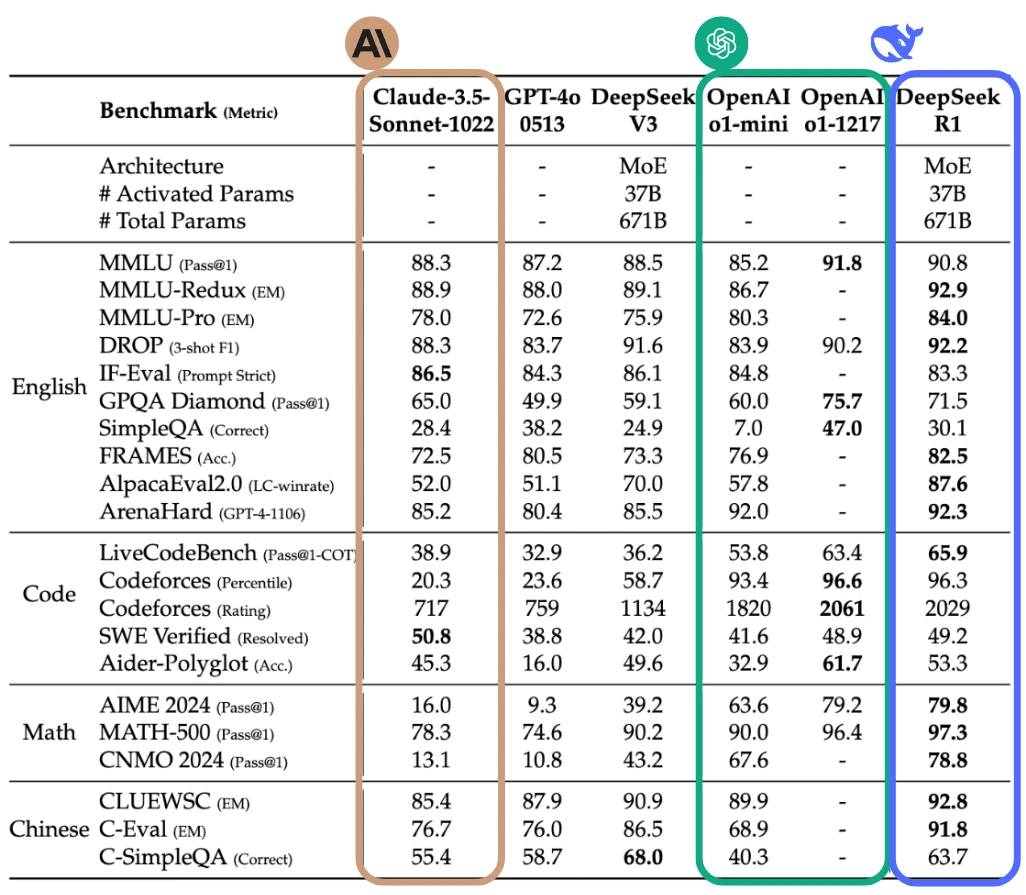 Benchmark (Metric) Claude-3.5-Sonnet-1022 GPT-4o 0513 DeepSeek V3 OpenAI o1-mini OpenAI o1-1217 DeepSeek R1
Architecture - - MoE - - MoE
# Activated Params - - 37B - - 37B
# Total Params - - 671B - - 671B
English
MMLU (Pass@1) 88.3 87.2 88.5 85.2 91.8 90.8
MMLU-Redux (EM) 88.9 88.0 89.1 86.7 - 92.9
MMLU-Pro (EM) 78.0 72.6 75.9 80.3 - 84.0
DROP (3-shot F1) 88.3 83.7 91.6 83.9 90.2 92.2
IF-Eval (Prompt Strict) 86.5 84.3 86.1 84.8 - 83.3
GPQA Diamond (Pass@1) 65.0 49.9 59.1 60.0 75.7 71.5
SimpleQA (Correct) 28.4 38.2 24.9 7.0 47.0 30.1
FRAMES (Acc.) 72.5 80.5 73.3 76.9 - 82.5
AlpacaEval2.0 (LC-winrate) 52.0 51.1 70.0 57.8 - 87.6
ArenaHard (GPT-4-1106) 85.2 80.4 85.5 92.0 - 92.3
Code
LiveCodeBench (Pass@1-COT) 38.9 32.9 36.2 53.8 63.4 65.9
Codeforces (Percentile) 20.3 23.6 58.7 93.4 96.6 96.3
Codeforces (Rating) 717 759 1134 1820 2061 2029
SWE Verified (Resolved) 50.8 38.8 42.0 41.6 48.9 49.2
Aider-Polyglot (Acc.) 45.3 16.0 49.6 32.9 61.7 53.3
Math
AIME 2024 (Pass@1) 16.0 9.3 39.2 63.6 79.2 79.8
MATH-500 (Pass@1) 78.3 74.6 90.2 90.0 96.4 97.3
CNMO 2024 (Pass@1) 13.1 10.8 43.2 67.6 - 78.8
Chinese
CLUEWSC (EM) 85.4 87.9 90.9 89.9 - 92.8
C-Eval (EM) 76.7 76.0 86.5 68.9 - 91.8
C-SimpleQA (Correct) 55.4 58.7 68.0 40.3 - 63.7